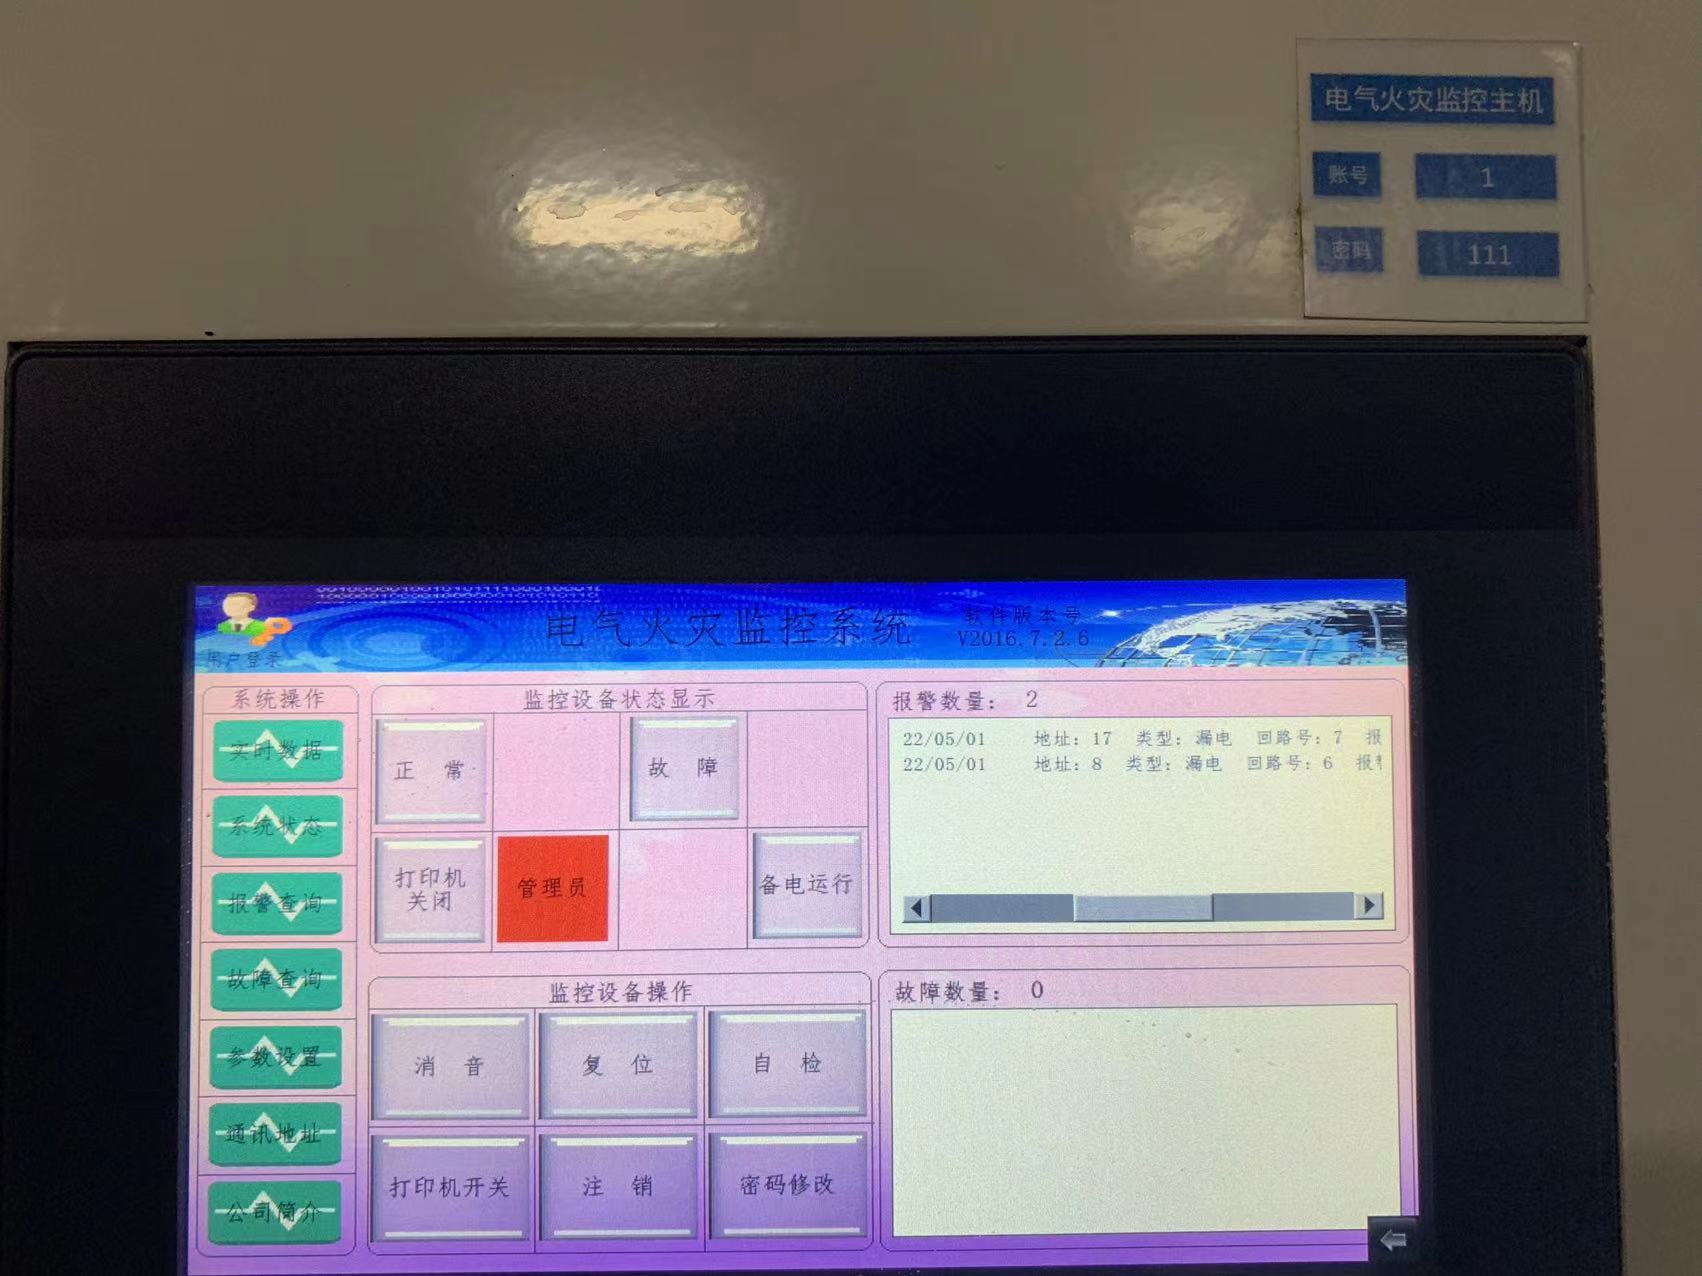 电气火灾监控主机
账号 1
密码 111
电气火灾监控系统
软件版本号
V2016.7.2.6
用户登录
系统操作
实时数据
系统状态
报警查询
故障查询
参数设置
通讯地址
公司简介
监控设备状态显示
正 常
故 障
打印机
关闭
管理员
备电运行
监控设备操作
消 音
复 位
自 检
打印机开关
注 销
密码修改
报警数量： 2
22/05/01 地址：17 类型：漏电 回路号：7 报
22/05/01 地址：8 类型：漏电 回路号：6 报
故障数量： 0